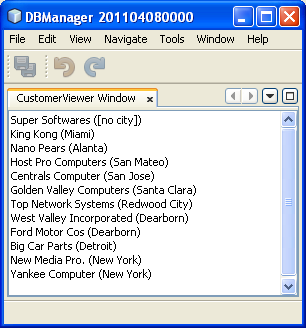 DBManager 201104080000
File Edit View Navigate Tools Window Help
CustomerViewer Window
Super Softwares ([no city])
King Kong (Miami)
Nano Pears (Alanta)
Host Pro Computers (San Mateo)
Centrals Computer (San Jose)
Golden Valley Computers (Santa Clara)
Top Network Systems (Redwood City)
West Valley Incorporated (Dearborn)
Ford Motor Cos (Dearborn)
Big Car Parts (Detroit)
New Media Pro. (New York)
Yankee Computer (New York)